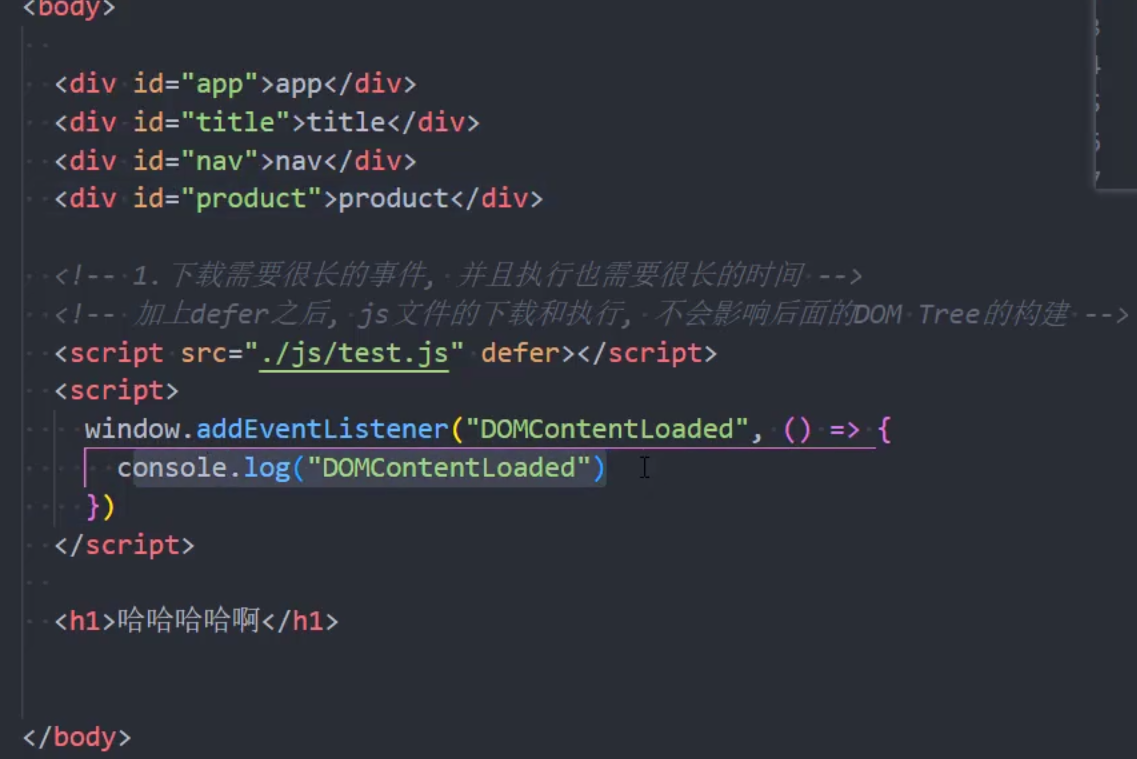 <body>
<div id="app">app</div>
<div id="title">title</div>
<div id="nav">nav</div>
<div id="product">product</div>
<!-- 1.下载需要很长的事件, 并且执行也需要很长的时间 -->
<!-- 加上defer之后, js文件的下载和执行, 不会影响后面的DOM Tree的构建 -->
<script src="./js/test.js" defer></script>
<script>
window.addEventListener("DOMContentLoaded", () => {
console.log("DOMContentLoaded")
})
</script>
<h1>哈哈哈哈啊</h1>
</body>